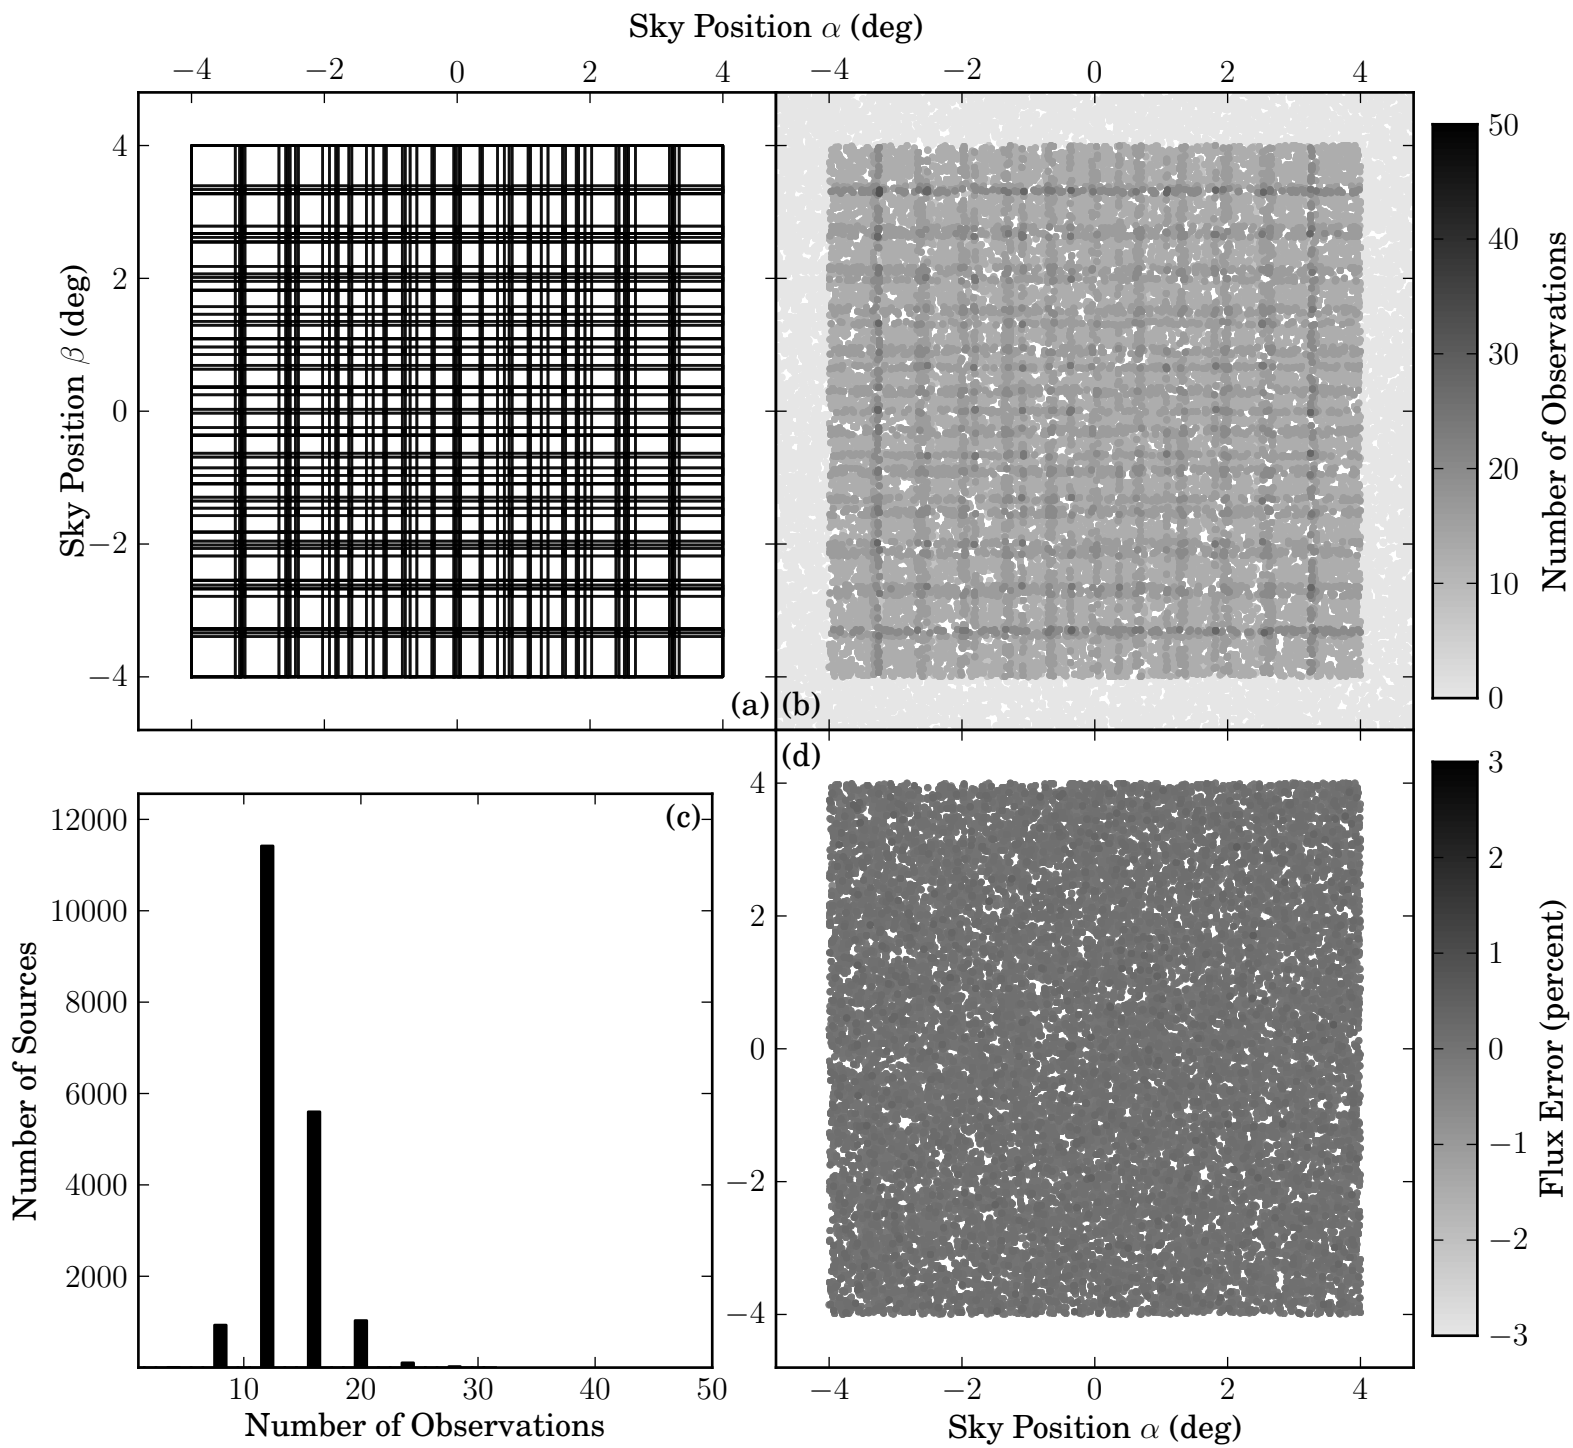 Sky Position α (deg)
−4 −2 0 2 4 −4 −2 0 2 4
Sky Position β (deg)
4
2
0
−2
−4
(a) (b)
50
40
30
20
10
0
Number of Observations
(c)
12000
10000
8000
6000
4000
2000
Number of Sources
10 20 30 40 50
Number of Observations
(d)
4
2
0
−2
−4
−4 −2 0 2 4
Sky Position α (deg)
3
2
1
0
−1
−2
−3
Flux Error (percent)